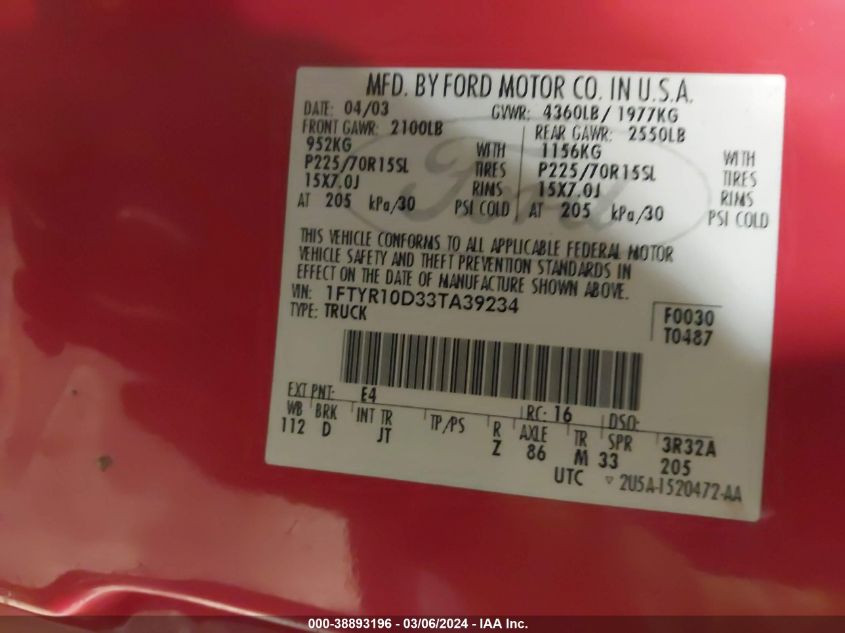 MFD. BY FORD MOTOR CO. IN U.S.A.
DATE: 04/03 GVWR: 4360LB/ 1977KG
FRONT GAWR: 2100LB REAR GAWR: 2550LB
952KG WITH 1156KG WITH
P225/70R15SL TIRES P225/70R15SL TIRES
15X7.0J RIMS 15X7.0J RIMS
AT 205 kPa/30 PSI COLD AT 205 kPa/30 PSI COLD
Ford
THIS VEHICLE CONFORMS TO ALL APPLICABLE FEDERAL MOTOR
VEHICLE SAFETY AND THEFT PREVENTION STANDARDS IN
EFFECT ON THE DATE OF MANUFACTURE SHOWN ABOVE.
VIN: 1FTYR10D33TA39234 F0030
TYPE: TRUCK T0487
EXT PNT: E4 RC: 16 DSO:
WB BRK INT TR TP/PS R AXLE TR SPR 3R32A
112 D JT Z 86 M 33 205
UTC ▽ 2U5A-1520472-AA
000-38893196 - 03/06/2024 - IAA Inc.